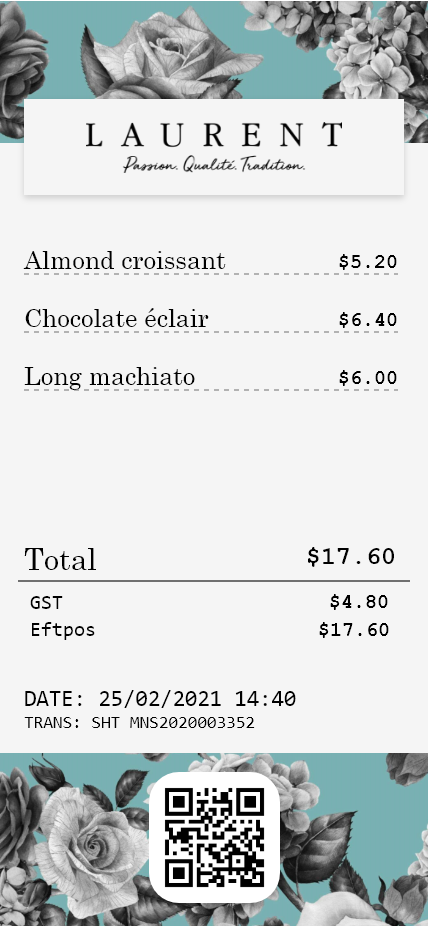 LAURENT
Passion. Qualité. Tradition.
Almond croissant $5.20
Chocolate éclair $6.40
Long machiato $6.00
Total $17.60
GST $4.80
Eftpos $17.60
DATE: 25/02/2021 14:40
TRANS: SHT MNS2020003352